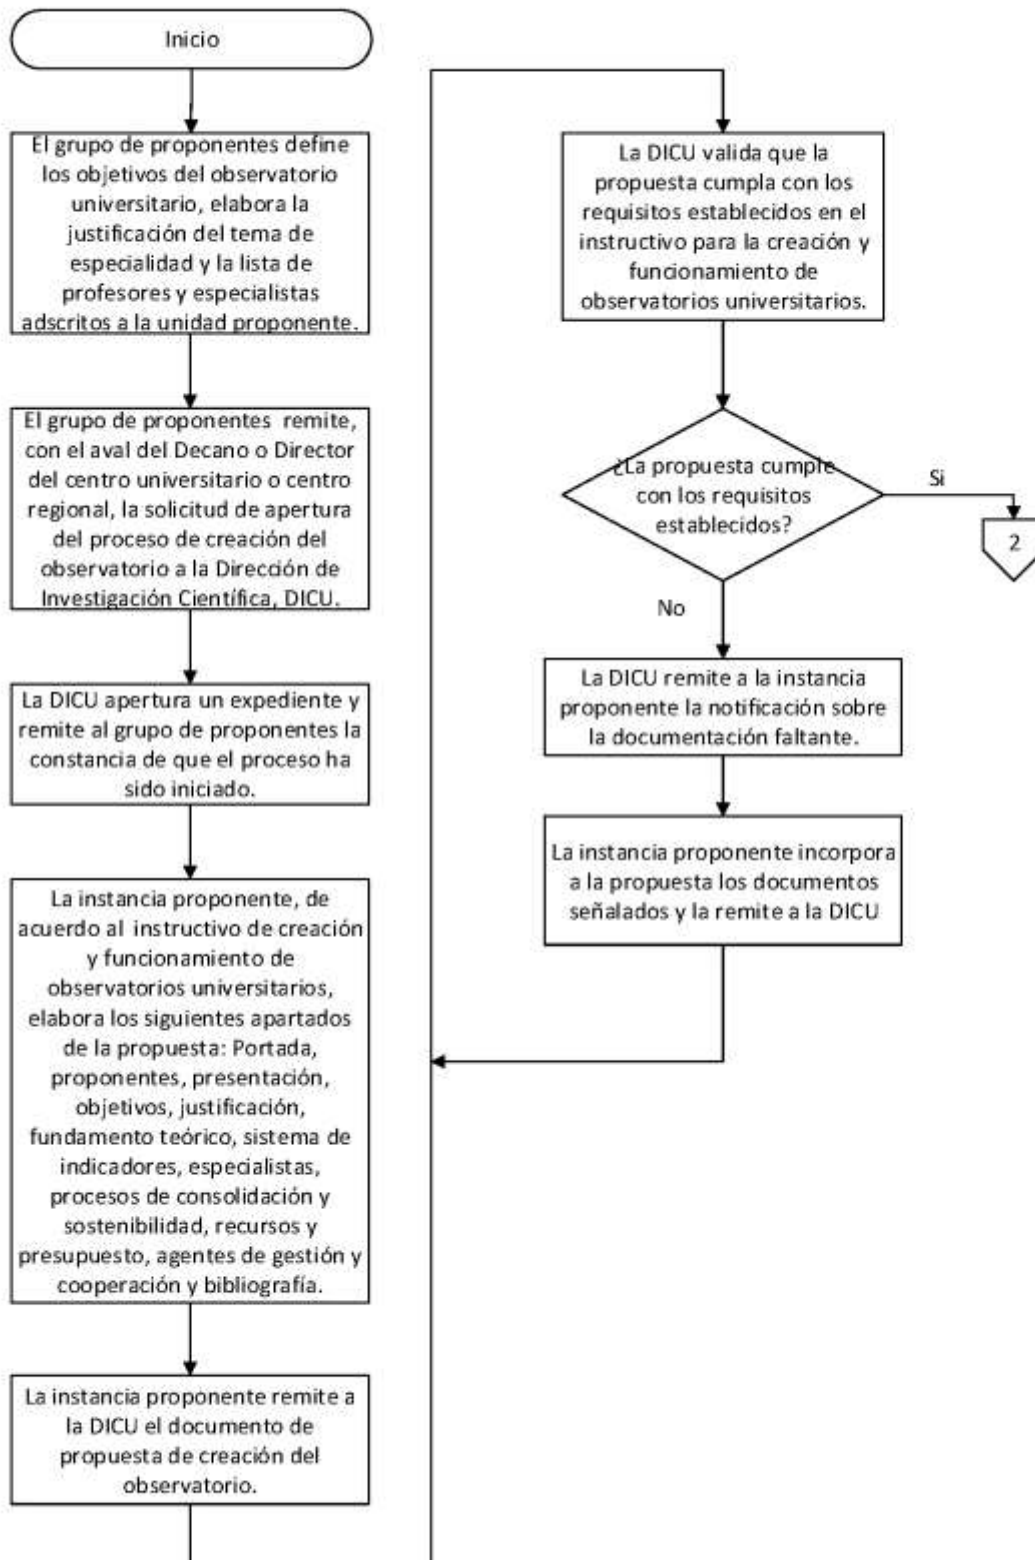 Inicio
El grupo de proponentes define
los objetivos del observatorio
universitario, elabora la
justificación del tema de
especialidad y la lista de
profesores y especialistas
adscritos a la unidad proponente.
El grupo de proponentes remite,
con el aval del Decano o Director
del centro universitario o centro
regional, la solicitud de apertura
del proceso de creación del
observatorio a la Dirección de
Investigación Científica, DICU.
La DICU apertura un expediente y
remite al grupo de proponentes la
constancia de que el proceso ha
sido iniciado.
La instancia proponente, de
acuerdo al instructivo de creación
y funcionamiento de
observatorios universitarios,
elabora los siguientes apartados
de la propuesta: Portada,
proponentes, presentación,
objetivos, justificación,
fundamento teórico, sistema de
indicadores, especialistas,
procesos de consolidación y
sostenibilidad, recursos y
presupuesto, agentes de gestión y
cooperación y bibliografía.
La instancia proponente remite a
la DICU el documento de
propuesta de creación del
observatorio.
La DICU valida que la
propuesta cumpla con los
requisitos establecidos en el
instructivo para la creación y
funcionamiento de
observatorios universitarios.
¿La propuesta cumple
con los requisitos
establecidos?
Si
2
No
La DICU remite a la instancia
proponente la notificación sobre
la documentación faltante.
La instancia proponente incorpora
a la propuesta los documentos
señalados y la remite a la DICU